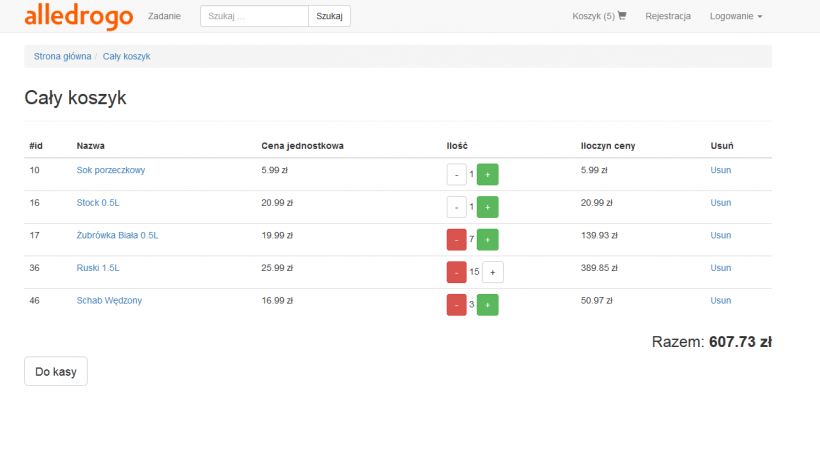 alledrogo Zadanie Szukaj ... Szukaj Koszyk (5) Rejestracja Logowanie
Strona główna / Cały koszyk
Cały koszyk
#id Nazwa Cena jednostkowa Ilość Iloczyn ceny Usuń
10 Sok porzeczkowy 5.99 zł - 1 + 5.99 zł Usun
16 Stock 0.5L 20.99 zł - 1 + 20.99 zł Usun
17 Żubrówka Biała 0.5L 19.99 zł - 7 + 139.93 zł Usun
36 Ruski 1.5L 25.99 zł - 15 + 389.85 zł Usun
46 Schab Wędzony 16.99 zł - 3 + 50.97 zł Usun
Razem: 607.73 zł
Do kasy